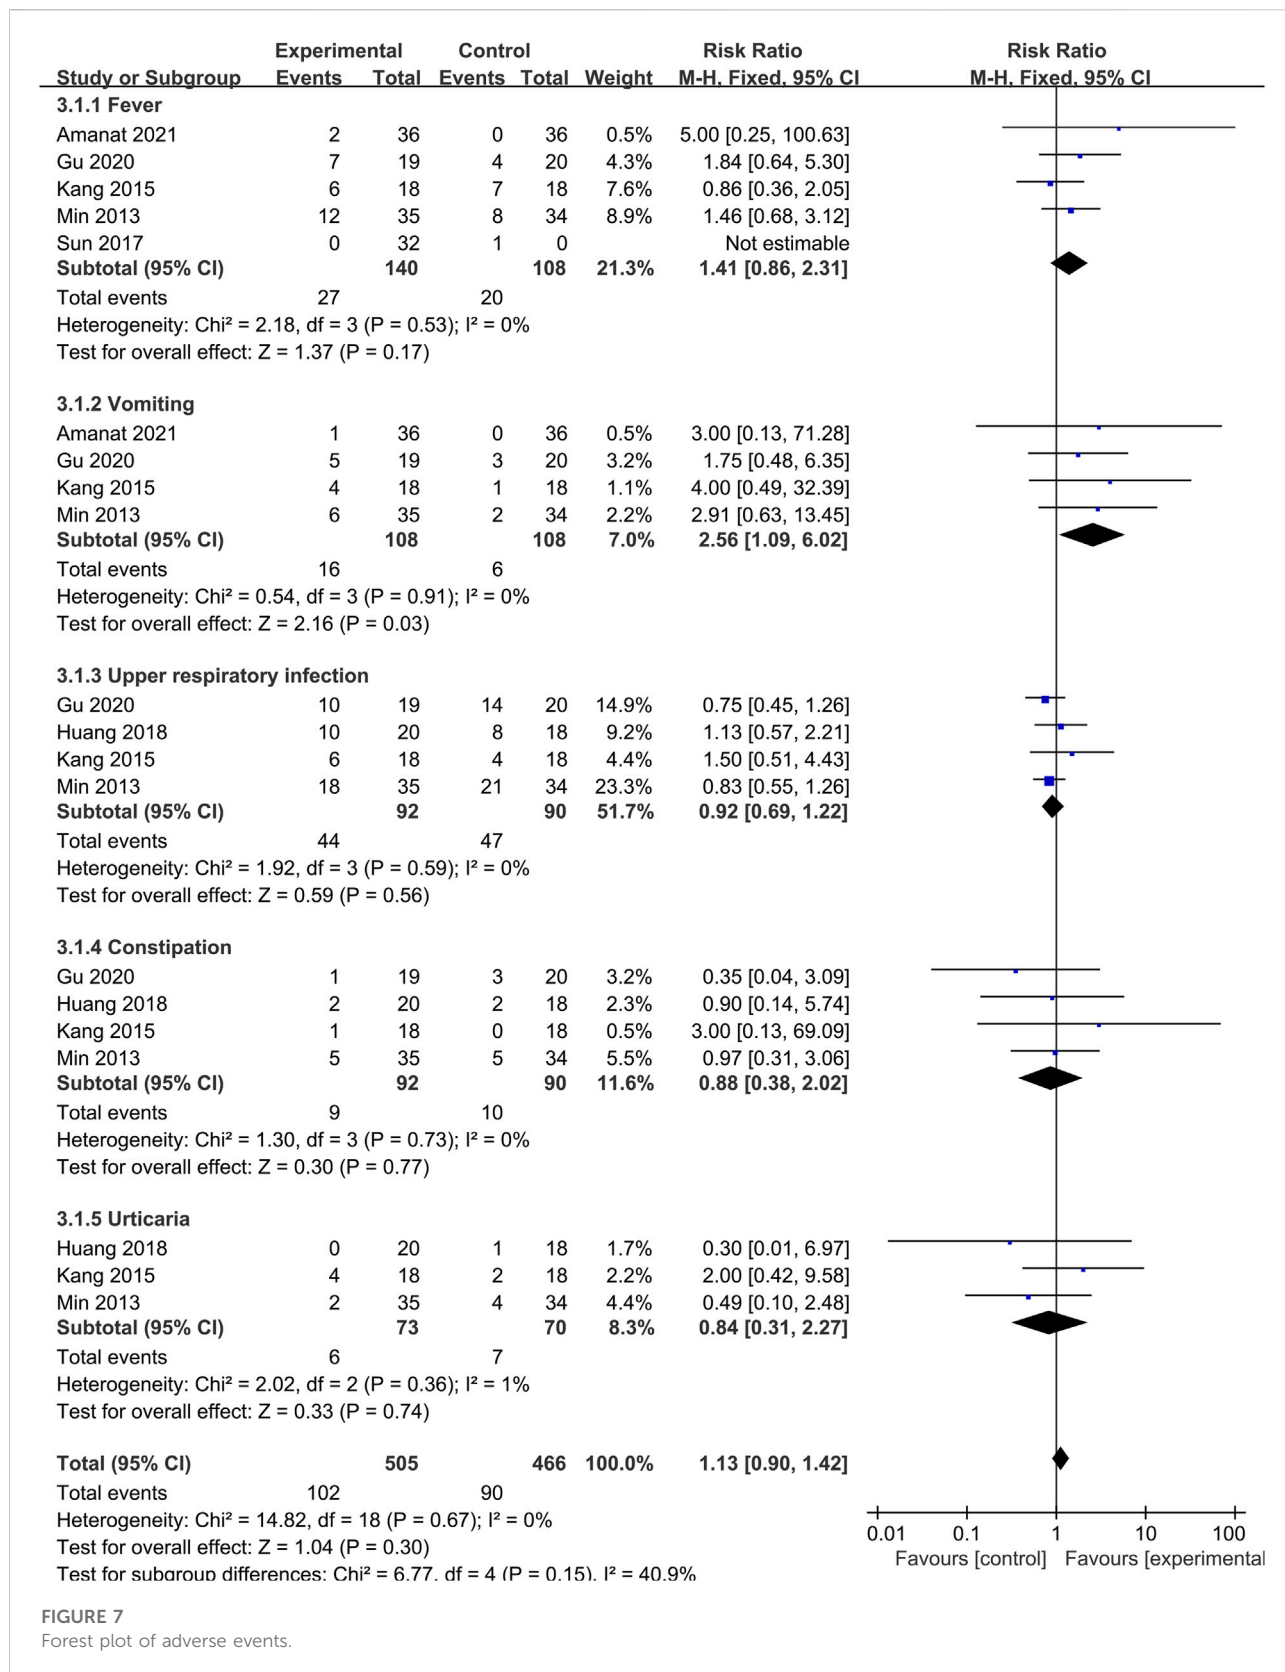 Experimental Control Risk Ratio Risk Ratio
Study or Subgroup Events Total Events Total Weight M-H, Fixed, 95% CI M-H, Fixed, 95% CI
3.1.1 Fever
Amanat 2021 2 36 0 36 0.5% 5.00 [0.25, 100.63]
Gu 2020 7 19 4 20 4.3% 1.84 [0.64, 5.30]
Kang 2015 6 18 7 18 7.6% 0.86 [0.36, 2.05]
Min 2013 12 35 8 34 8.9% 1.46 [0.68, 3.12]
Sun 2017 0 32 1 0 Not estimable
Subtotal (95% CI) 140 108 21.3% 1.41 [0.86, 2.31]
Total events 27 20
Heterogeneity: Chi² = 2.18, df = 3 (P = 0.53); I² = 0%
Test for overall effect: Z = 1.37 (P = 0.17)
3.1.2 Vomiting
Amanat 2021 1 36 0 36 0.5% 3.00 [0.13, 71.28]
Gu 2020 5 19 3 20 3.2% 1.75 [0.48, 6.35]
Kang 2015 4 18 1 18 1.1% 4.00 [0.49, 32.39]
Min 2013 6 35 2 34 2.2% 2.91 [0.63, 13.45]
Subtotal (95% CI) 108 108 7.0% 2.56 [1.09, 6.02]
Total events 16 6
Heterogeneity: Chi² = 0.54, df = 3 (P = 0.91); I² = 0%
Test for overall effect: Z = 2.16 (P = 0.03)
3.1.3 Upper respiratory infection
Gu 2020 10 19 14 20 14.9% 0.75 [0.45, 1.26]
Huang 2018 10 20 8 18 9.2% 1.13 [0.57, 2.21]
Kang 2015 6 18 4 18 4.4% 1.50 [0.51, 4.43]
Min 2013 18 35 21 34 23.3% 0.83 [0.55, 1.26]
Subtotal (95% CI) 92 90 51.7% 0.92 [0.69, 1.22]
Total events 44 47
Heterogeneity: Chi² = 1.92, df = 3 (P = 0.59); I² = 0%
Test for overall effect: Z = 0.59 (P = 0.56)
3.1.4 Constipation
Gu 2020 1 19 3 20 3.2% 0.35 [0.04, 3.09]
Huang 2018 2 20 2 18 2.3% 0.90 [0.14, 5.74]
Kang 2015 1 18 0 18 0.5% 3.00 [0.13, 69.09]
Min 2013 5 35 5 34 5.5% 0.97 [0.31, 3.06]
Subtotal (95% CI) 92 90 11.6% 0.88 [0.38, 2.02]
Total events 9 10
Heterogeneity: Chi² = 1.30, df = 3 (P = 0.73); I² = 0%
Test for overall effect: Z = 0.30 (P = 0.77)
3.1.5 Urticaria
Huang 2018 0 20 1 18 1.7% 0.30 [0.01, 6.97]
Kang 2015 4 18 2 18 2.2% 2.00 [0.42, 9.58]
Min 2013 2 35 4 34 4.4% 0.49 [0.10, 2.48]
Subtotal (95% CI) 73 70 8.3% 0.84 [0.31, 2.27]
Total events 6 7
Heterogeneity: Chi² = 2.02, df = 2 (P = 0.36); I² = 1%
Test for overall effect: Z = 0.33 (P = 0.74)
Total (95% CI) 505 466 100.0% 1.13 [0.90, 1.42]
Total events 102 90
Heterogeneity: Chi² = 14.82, df = 18 (P = 0.67); I² = 0%
Test for overall effect: Z = 1.04 (P = 0.30)
Test for subgroup differences: Chi² = 6.77, df = 4 (P = 0.15), I² = 40.9%
0.01 0.1 1 10 100
Favours [control] Favours [experimental
FIGURE 7
Forest plot of adverse events.